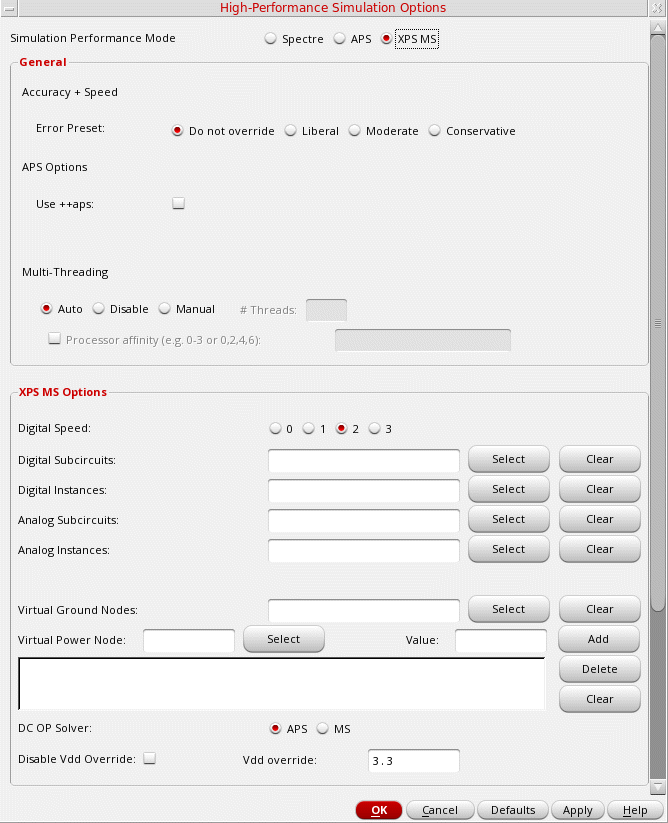 High-Performance Simulation Options
Simulation Performance Mode Spectre APS XPS MS
General
Accuracy + Speed
Error Preset: Do not override Liberal Moderate Conservative
APS Options
Use ++aps:
Multi-Threading
Auto Disable Manual # Threads:
Processor affinity (e.g. 0-3 or 0,2,4,6):
XPS MS Options
Digital Speed: 0 1 2 3
Digital Subcircuits: Select Clear
Digital Instances: Select Clear
Analog Subcircuits: Select Clear
Analog Instances: Select Clear
Virtual Ground Nodes: Select Clear
Virtual Power Node: Select Value: Add
Delete
Clear
DC OP Solver: APS MS
Disable Vdd Override: Vdd override: 3.3
OK Cancel Defaults Apply Help